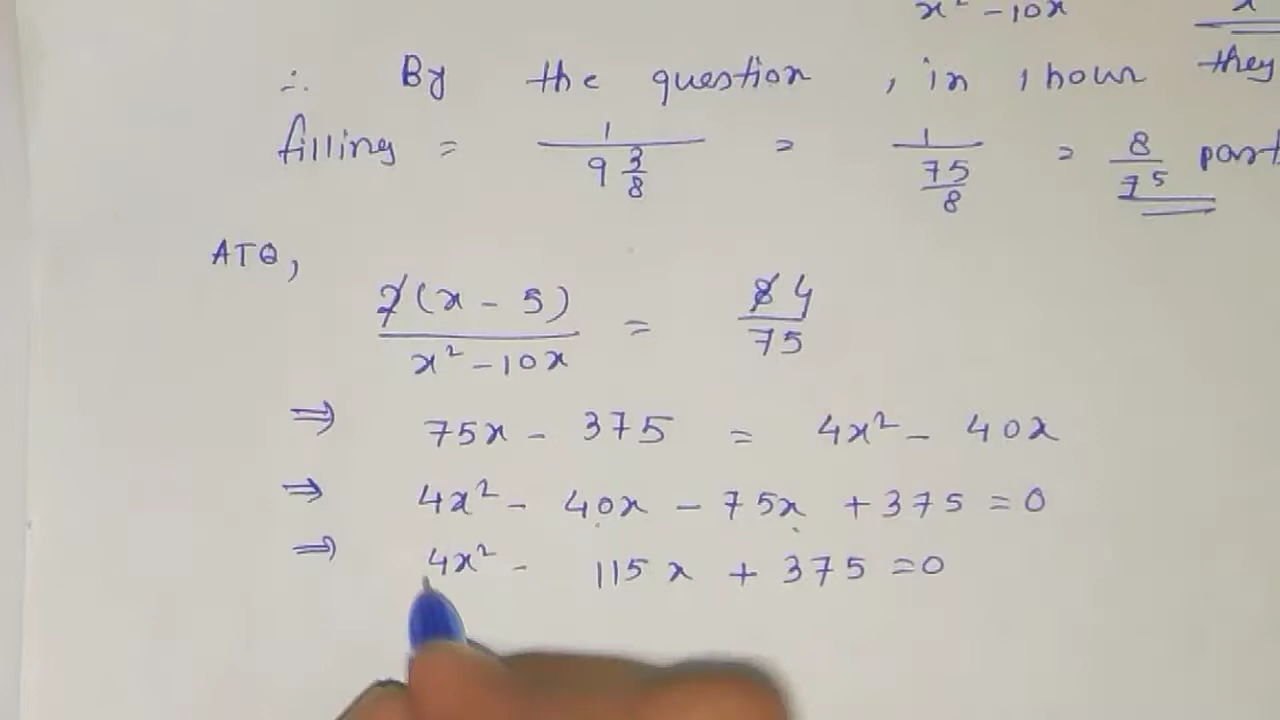 x² - 10x x
∴ By the question , in 1 hour they
filling = 1/(9 3/8) = 1/(75/8) = 8/75 part
ATQ,
2(x - 5)/(x² - 10x) = 8 4/75
⇒ 75x - 375 = 4x² - 40x
⇒ 4x² - 40x - 75x + 375 = 0
⇒ 4x² - 115x + 375 = 0